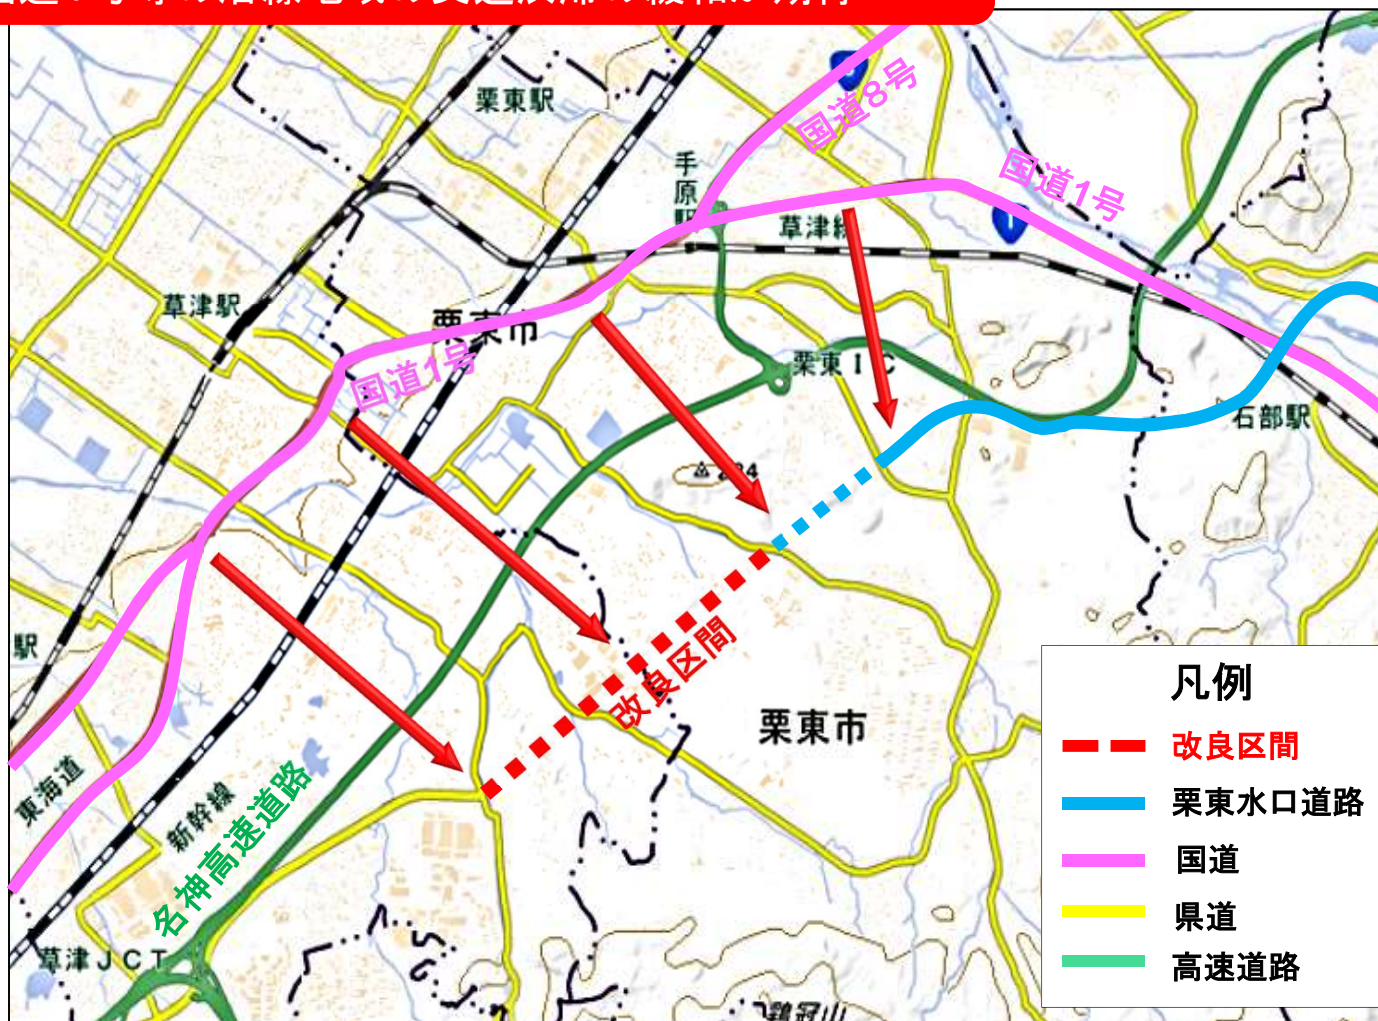 栗東駅
国道8号
手原駅
国道1号
草津線
草津駅
栗東市
国道1号
栗東IC
石部駅
改良区間
栗東市
駅
東海道
新幹線
名神高速道路
草津JCT
鶏冠山
凡例
改良区間
栗東水口道路
国道
県道
高速道路